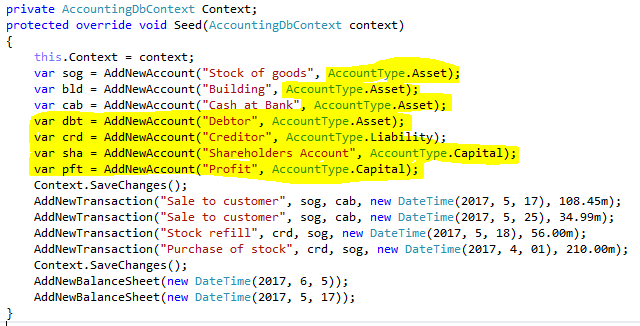 private AccountingDbContext Context;
protected override void Seed(AccountingDbContext context)
{
this.Context = context;
var sog = AddNewAccount("Stock of goods", AccountType.Asset);
var bld = AddNewAccount("Building", AccountType.Asset);
var cab = AddNewAccount("Cash at Bank", AccountType.Asset);
var dbt = AddNewAccount("Debtor", AccountType.Asset);
var crd = AddNewAccount("Creditor", AccountType.Liability);
var sha = AddNewAccount("Shareholders Account", AccountType.Capital);
var pft = AddNewAccount("Profit", AccountType.Capital);
Context.SaveChanges();
AddNewTransaction("Sale to customer", sog, cab, new DateTime(2017, 5, 17), 108.45m);
AddNewTransaction("Sale to customer", sog, cab, new DateTime(2017, 5, 25), 34.99m);
AddNewTransaction("Stock refill", crd, sog, new DateTime(2017, 5, 18), 56.00m);
AddNewTransaction("Purchase of stock", crd, sog, new DateTime(2017, 4, 01), 210.00m);
Context.SaveChanges();
AddNewBalanceSheet(new DateTime(2017, 6, 5));
AddNewBalanceSheet(new DateTime(2017, 5, 17));
}